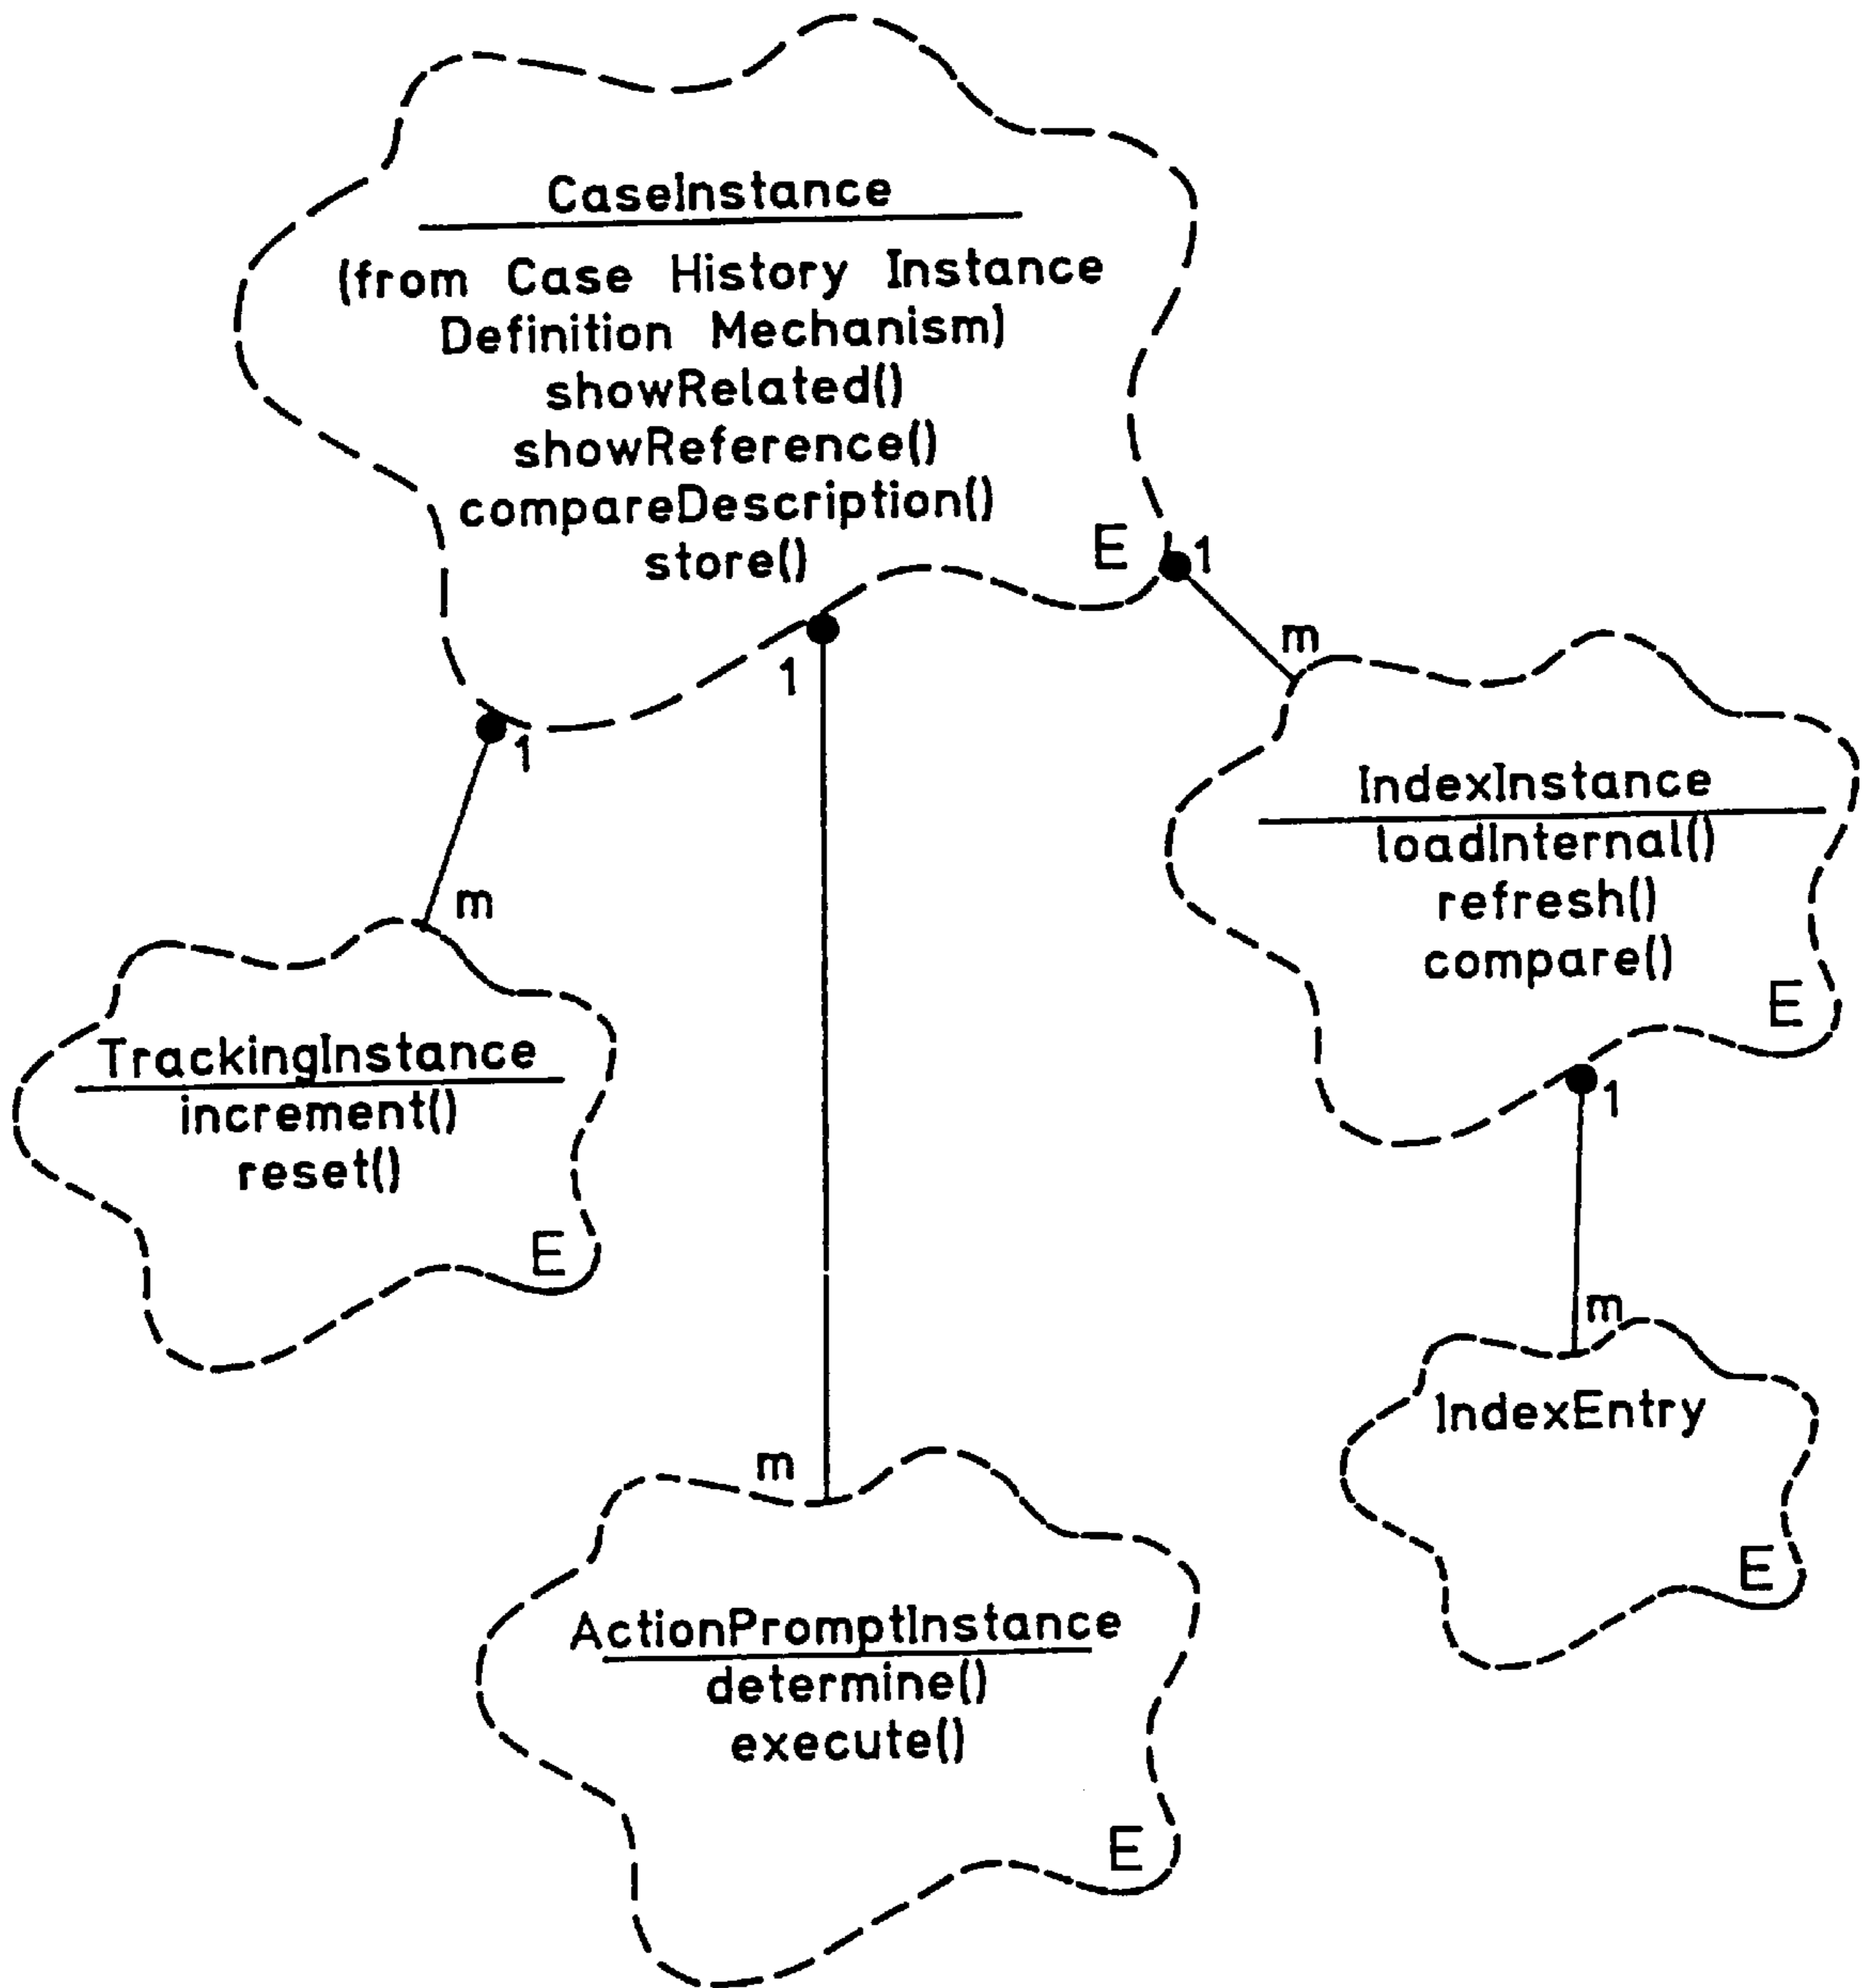 CaseInstance
(from Case History Instance
Definition Mechanism)
showRelated()
showReference()
compareDescription()
store()
E
1
1
1
m
m
IndexInstance
loadInternal()
refresh()
compare()
E
1
TrackingInstance
increment()
reset()
E
m
IndexEntry
E
m
ActionPromptInstance
determine()
execute()
E